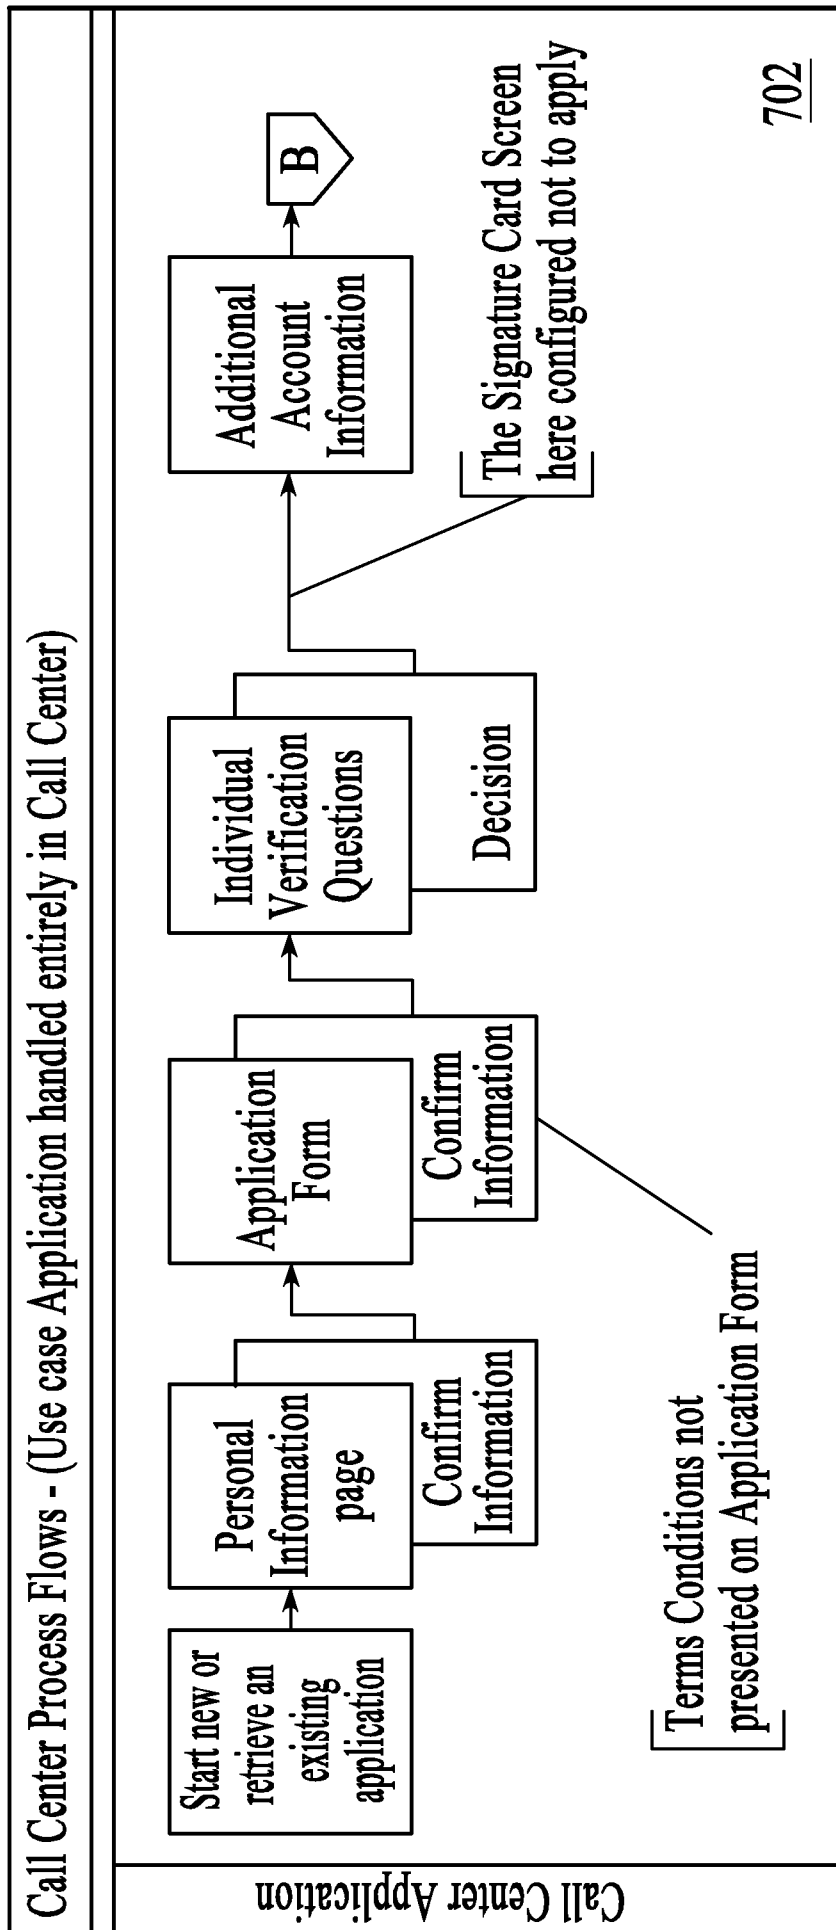 Call Center Process Flows - (Use case Application handled entirely in Call Center)
Call Center Application
Start new or
retrieve an
existing
application
Personal
Information
page
Confirm
Information
Application
Form
Confirm
Information
Individual
Verification
Questions
Decision
Additional
Account
Information
B
The Signature Card Screen
here configured not to apply
Terms Conditions not
presented on Application Form
702